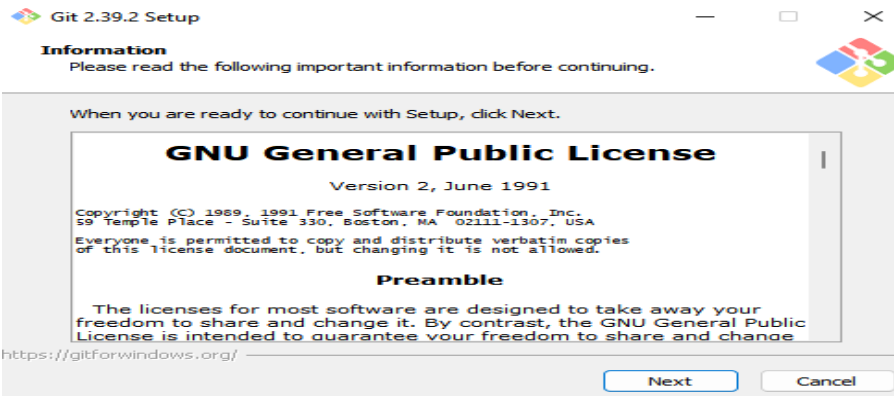 Git 2.39.2 Setup
Information
Please read the following important information before continuing.
When you are ready to continue with Setup, click Next.
GNU General Public License
Version 2, June 1991
Copyright (C) 1989, 1991 Free Software Foundation, Inc.
59 Temple Place - Suite 330, Boston, MA  02111-1307, USA
Everyone is permitted to copy and distribute verbatim copies
of this license document, but changing it is not allowed.
Preamble
The licenses for most software are designed to take away your
freedom to share and change it. By contrast, the GNU General Public
License is intended to guarantee your freedom to share and change
https://gitforwindows.org/
Next
Cancel